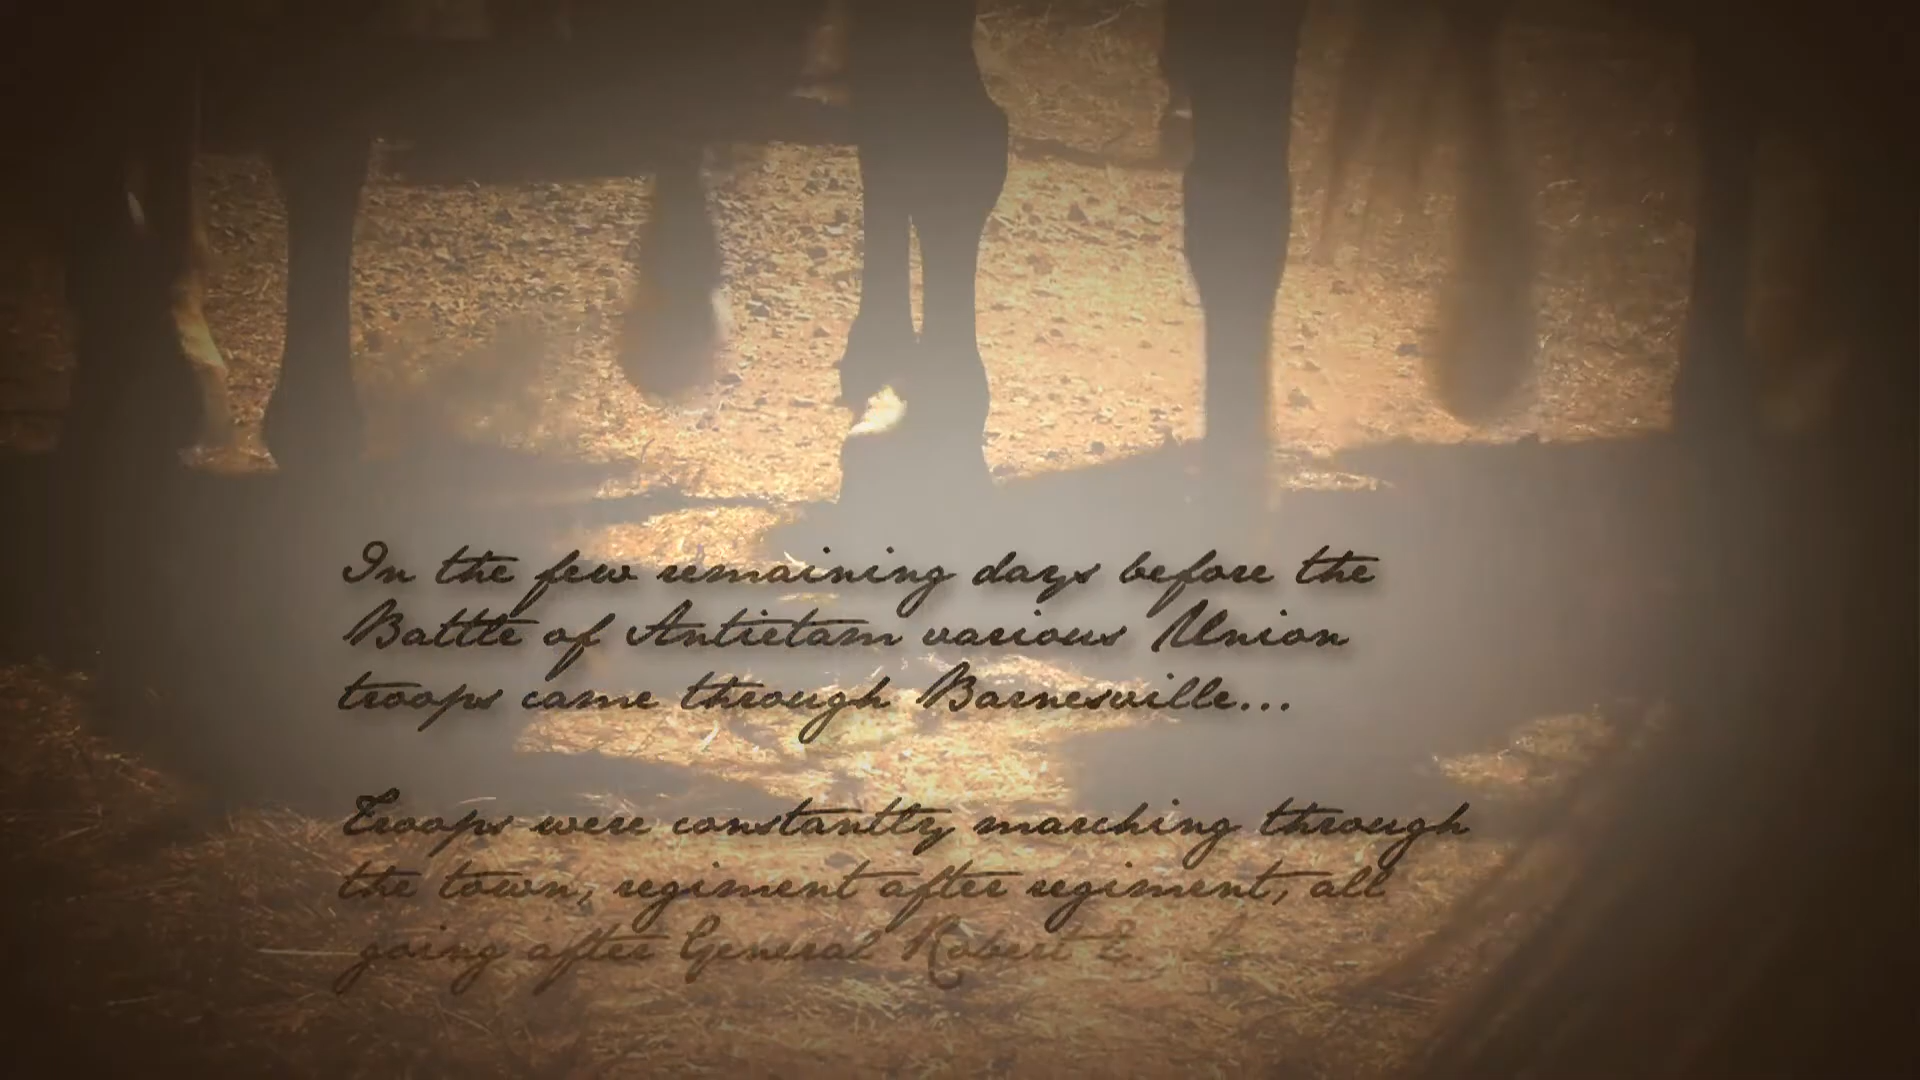 In the few remaining days before the
Battle of Antietam various Union
troops came through Barnesville...
Troops were constantly marching through
the town, regiment after regiment, all
going after General Robert E.